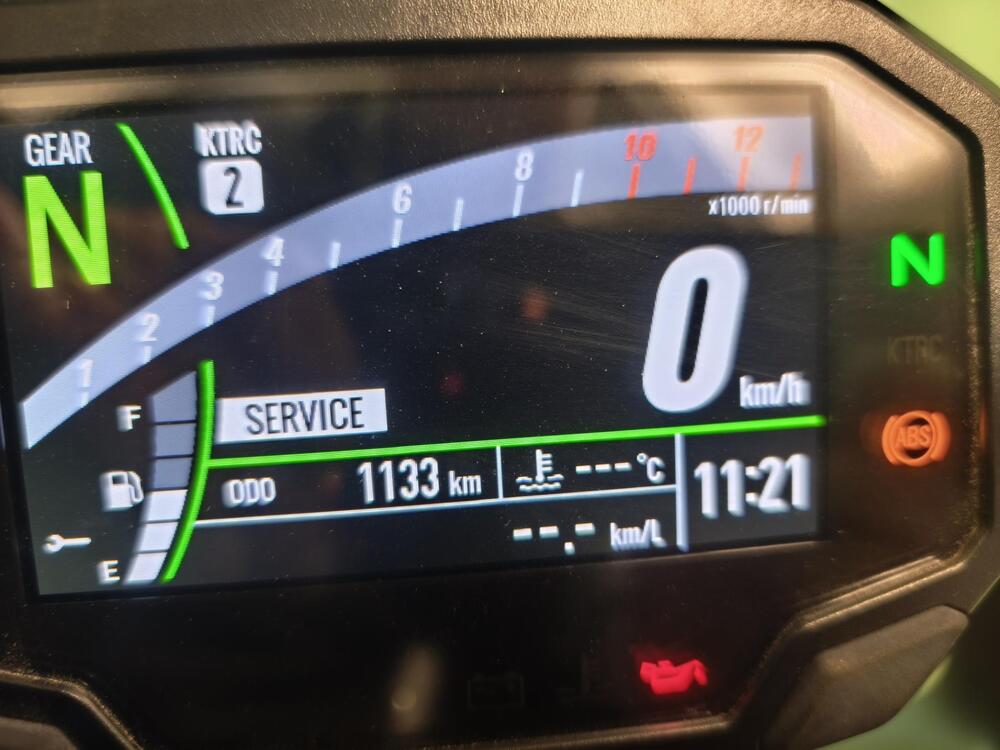 GEAR
N
KTRC
2
1
2
3
4
6
8
10
12
x1000 r/min
0
km/h
N
KTRC
ABS
F
E
SERVICE
ODO 1133 km
---°C
11:21
--.- km/L